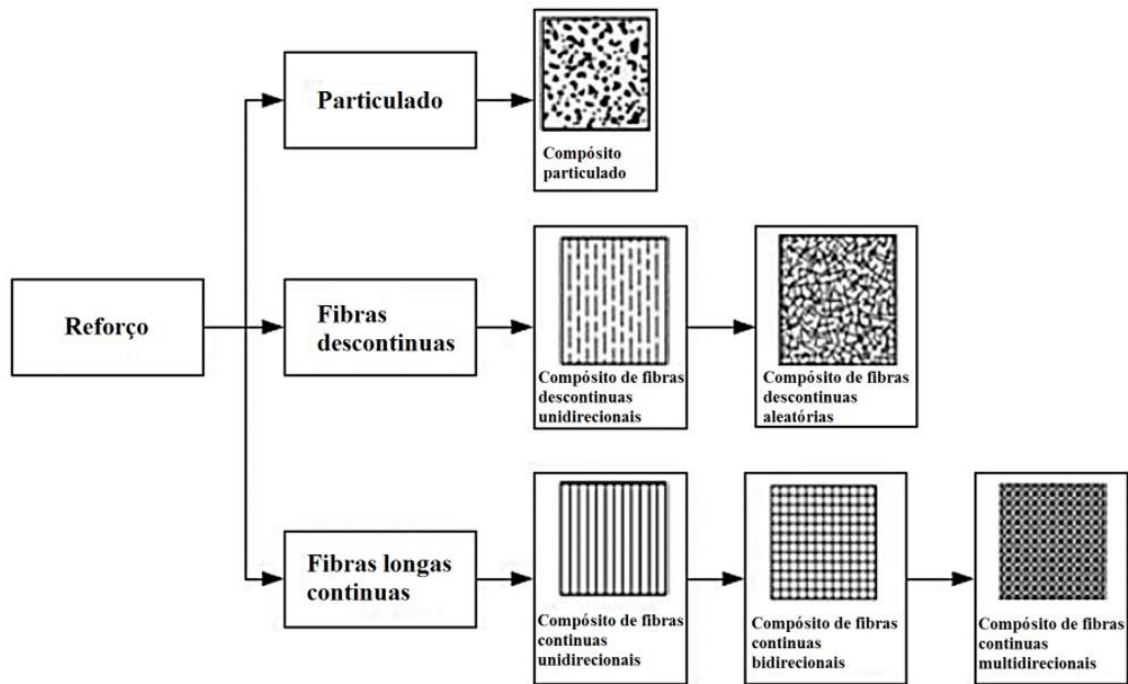 Particulado
Compósito
particulado
Reforço
Fibras
descontinuas
Compósito de fibras
descontinuas
unidirecionais
Compósito de fibras
descontinuas
aleatórias
Fibras longas
continuas
Compósito de fibras
continuas
unidirecionais
Compósito de fibras
continuas
bidirecionais
Compósito de fibras
continuas
multidirecionais